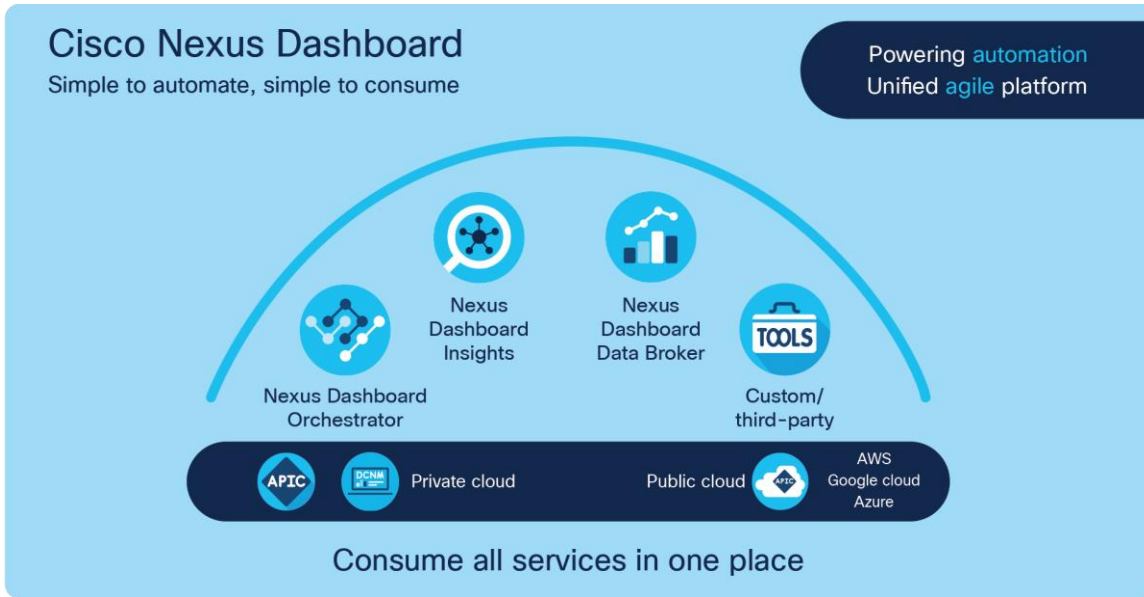 Cisco Nexus Dashboard
Simple to automate, simple to consume
Powering automation
Unified agile platform
Nexus
Dashboard
Insights
Nexus
Dashboard
Data Broker
TOOLS
Nexus Dashboard
Orchestrator
Custom/
third-party
APIC
DCNM
Private cloud
Public cloud
APIC
AWS
Google cloud
Azure
Consume all services in one place